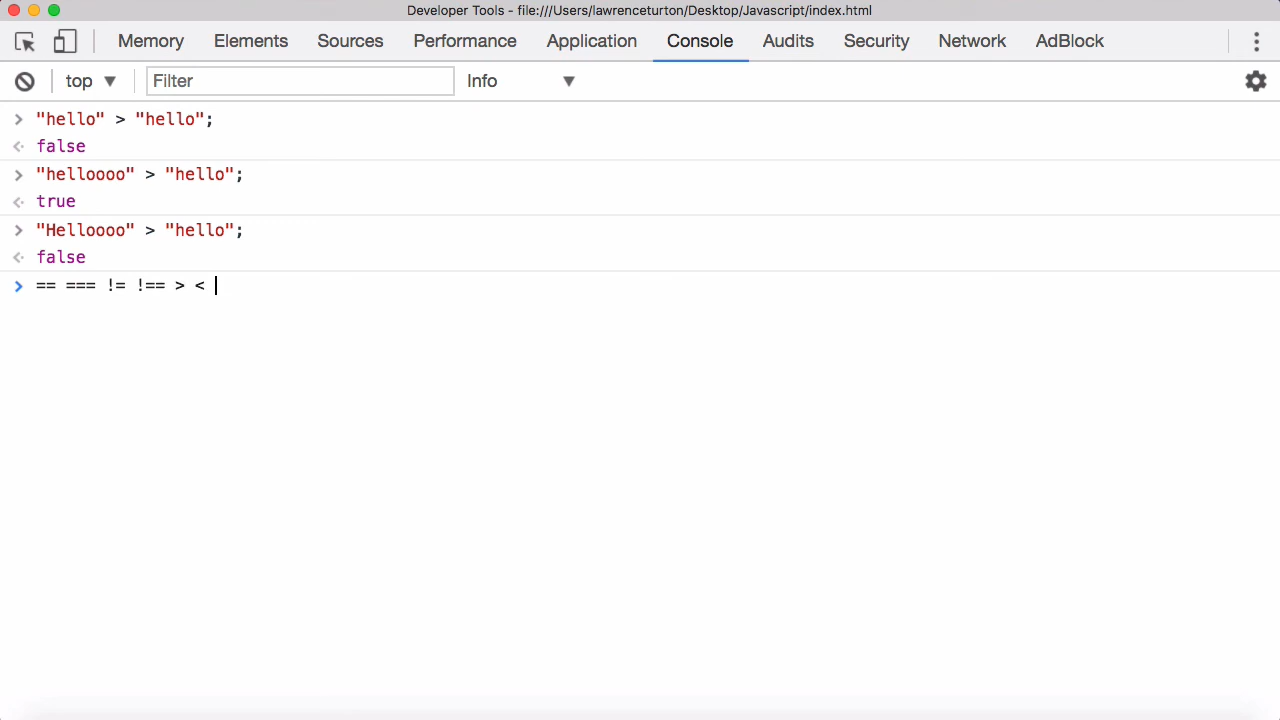 Developer Tools - file:///Users/lawrenceturton/Desktop/Javascript/index.html
Memory Elements Sources Performance Application Console Audits Security Network AdBlock
top Filter Info
> "hello" > "hello";
false
> "helloooo" > "hello";
true
> "Helloooo" > "hello";
false
> == === != !== > <